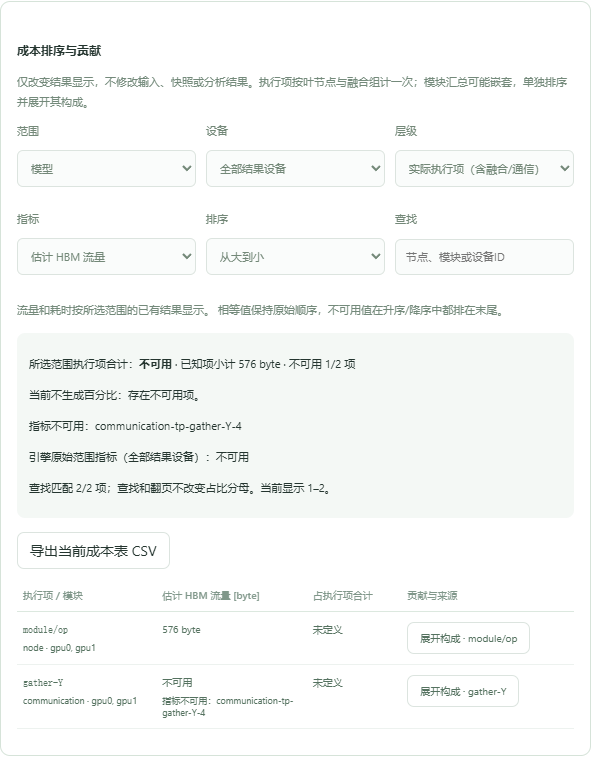 成本排序与贡献
仅改变结果显示，不修改输入、快照或分析结果。执行项按叶节点与融合组计一次；模块汇总可能嵌套，单独排序
并展开其构成。
范围 设备 层级
模型 全部结果设备 实际执行项（含融合/通信）
指标 排序 查找
估计 HBM 流量 从大到小 节点、模块或设备ID
流量和耗时按所选范围的已有结果显示。 相等值保持原始顺序，不可用值在升序/降序中都排在末尾。
所选范围执行项合计：不可用 · 已知项小计 576 byte · 不可用 1/2 项
当前不生成百分比：存在不可用项。
指标不可用：communication-tp-gather-Y-4
引擎原始范围指标（全部结果设备）：不可用
查找匹配 2/2 项；查找和翻页不改变占比分母。当前显示 1–2。
导出当前成本表 CSV
执行项 / 模块 估计 HBM 流量 [byte] 占执行项合计 贡献与来源
module/op 576 byte 未定义 展开构成 · module/op
node · gpu0, gpu1
gather-Y 不可用 未定义 展开构成 · gather-Y
communication · gpu0, gpu1 指标不可用：communication-tp-
gather-Y-4